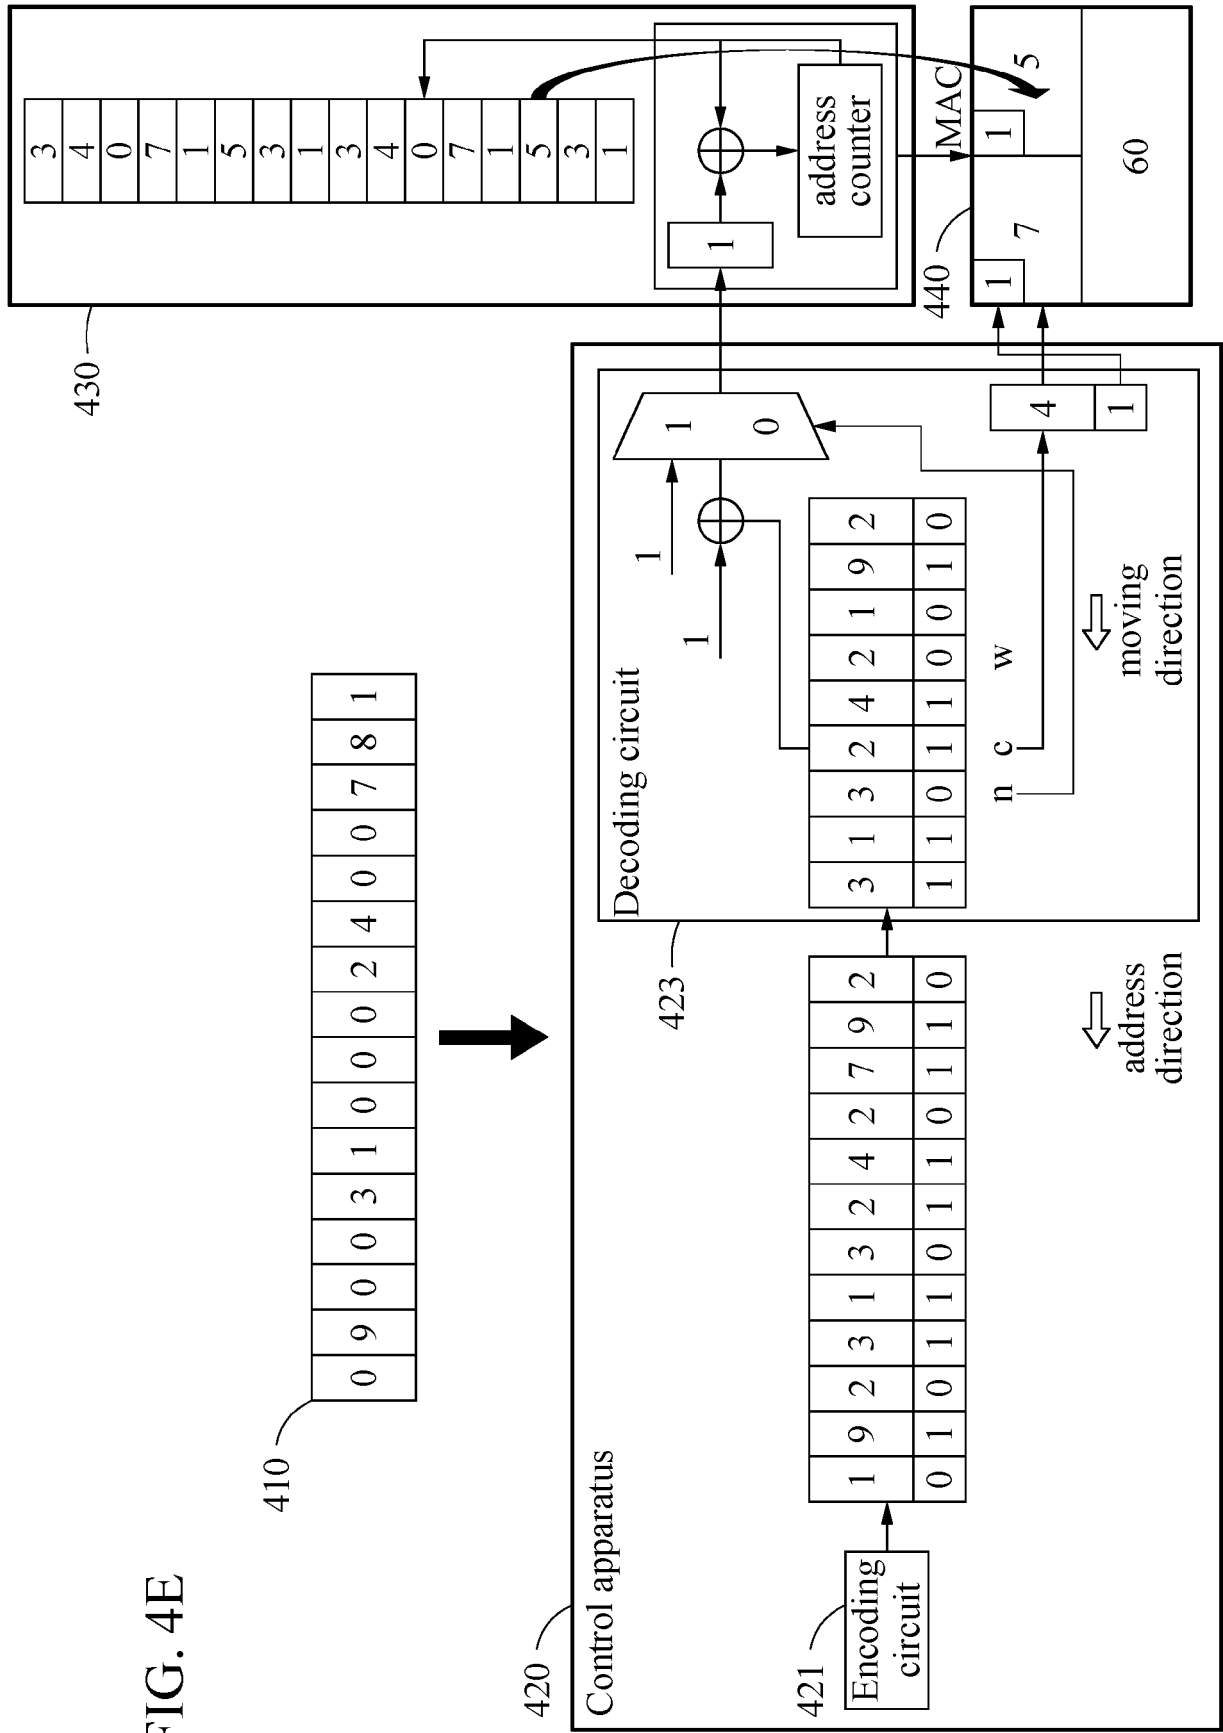 FIG. 4E
430
3
4
0
7
1
5
3
1
3
4
0
7
1
5
3
1
410
0 9 0 0 3 1 0 0 0 2 4 0 0 7 8 1
420
Control apparatus
423
Decoding circuit
1
1
1
0
1
address
counter
421
Encoding
circuit
1 9 2 3 1 3 2 4 2 7 9 2
0 1 0 1 1 0 1 1 0 1 1 0
3 1 3 2 4 2 1 9 2
1 1 0 1 1 0 0 1 0
n c w
4
1
MAC
440
1
7
1
5
60
address
direction
moving
direction